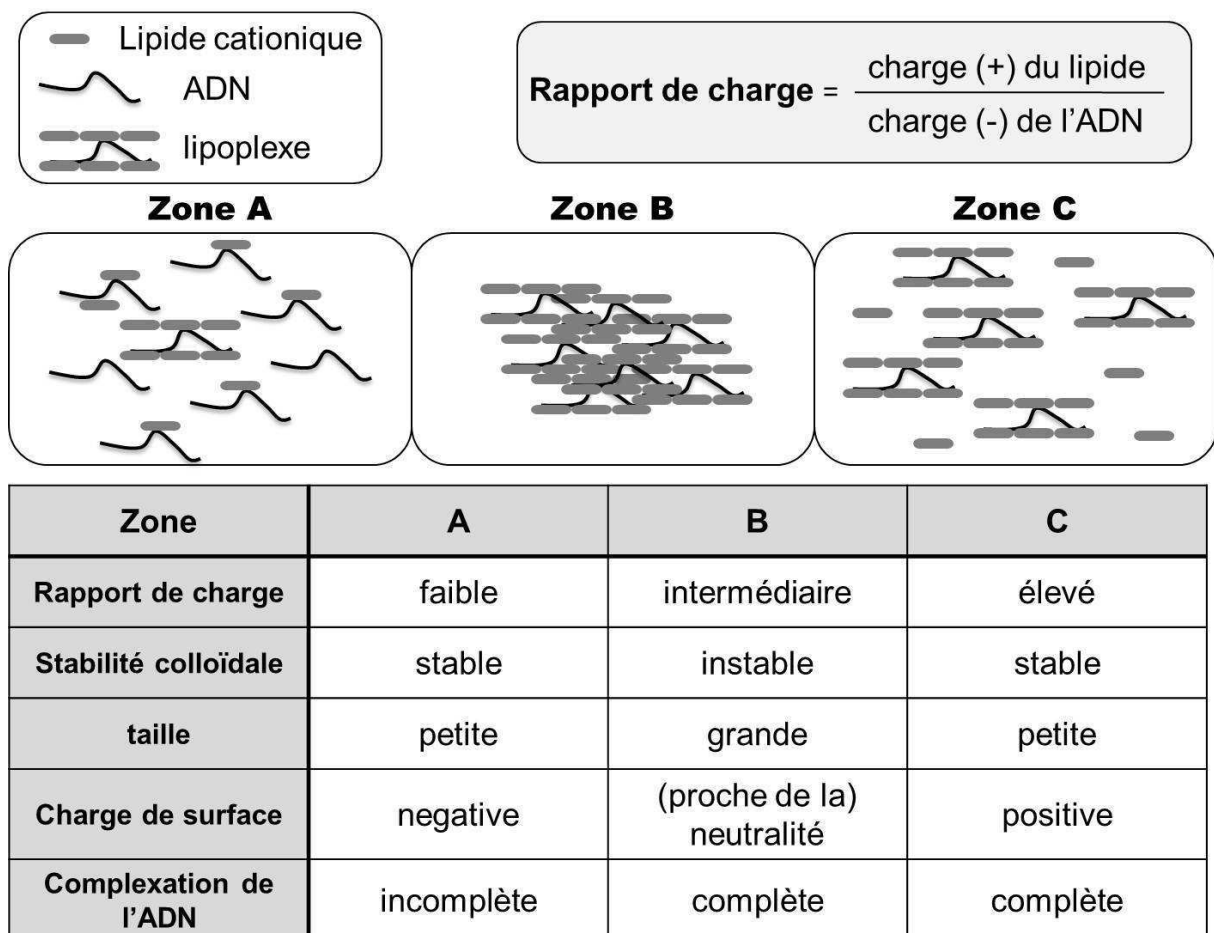 Lipide cationique
ADN
lipoplexe
Rapport de charge = charge (+) du lipide
charge (-) de l'ADN
Zone A
Zone B
Zone C
Zone A B C
Rapport de charge faible intermédiaire élevé
Stabilité colloïdale stable instable stable
taille petite grande petite
Charge de surface negative (proche de la) neutralité positive
Complexation de l'ADN incomplète complète complète